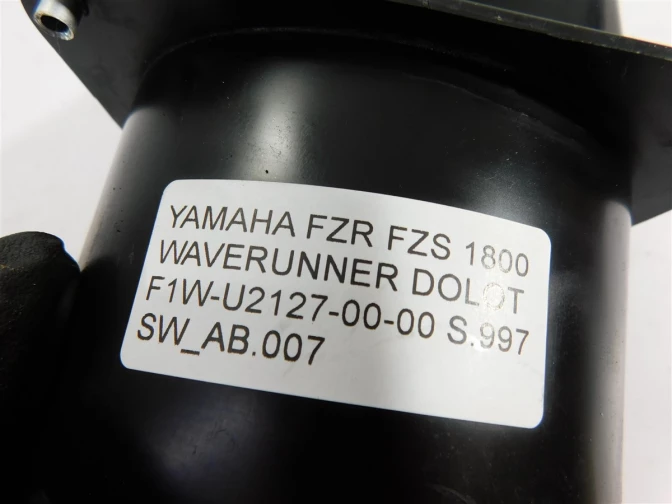 YAMAHA FZR FZS 1800
WAVERUNNER DOLOT
F1W-U2127-00-00 S.997
SW_AB.007